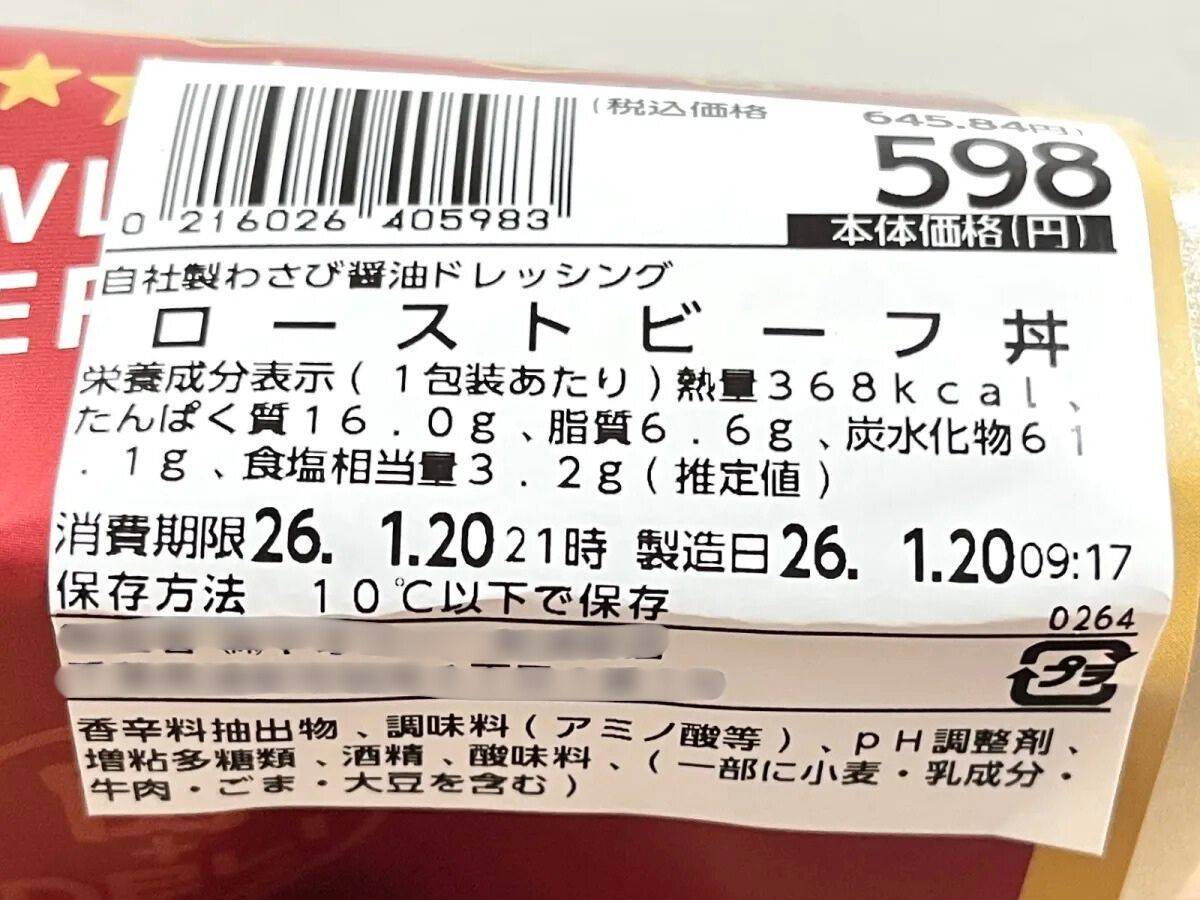 (税込価格 645.84円)
598
本体価格(円)
0 216026 405983
自社製わさび醤油ドレッシング
ローストビーフ丼
栄養成分表示(1包装あたり)熱量368kcal、
たんぱく質16.0g、脂質6.6g、炭水化物61
.1g、食塩相当量3.2g(推定値)
消費期限26. 1.20 21時 製造日26. 1.20 09:17
保存方法 10℃以下で保存
0264
プラ
香辛料抽出物、調味料(アミノ酸等)、pH調整剤、
増粘多糖類、酒精、酸味料、(一部に小麦・乳成分・
牛肉・ごま・大豆を含む)